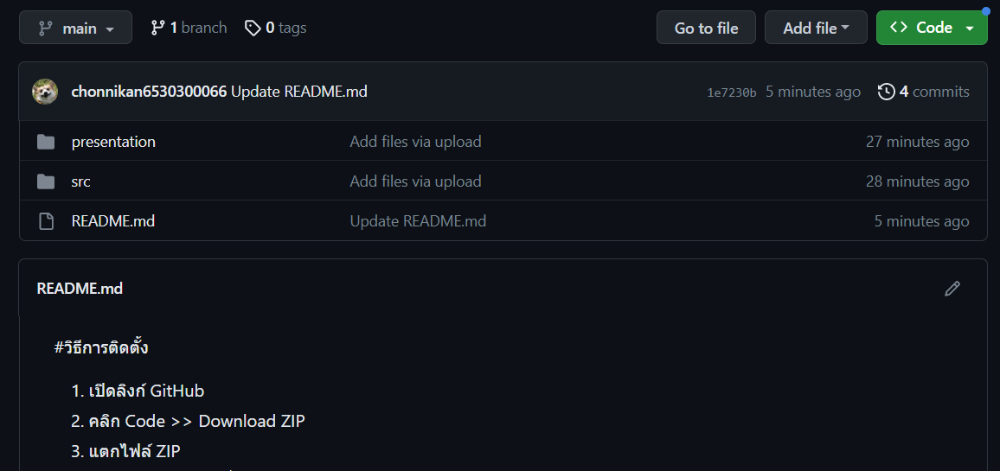 main
1 branch
0 tags
Go to file
Add file
Code
chonnikan6530300066 Update README.md
1e7230b 5 minutes ago
4 commits
presentation Add files via upload 27 minutes ago
src Add files via upload 28 minutes ago
README.md Update README.md 5 minutes ago
README.md
#วิธีการติดตั้ง
1. เปิดลิงก์ GitHub
2. คลิก Code >> Download ZIP
3. แตกไฟล์ ZIP